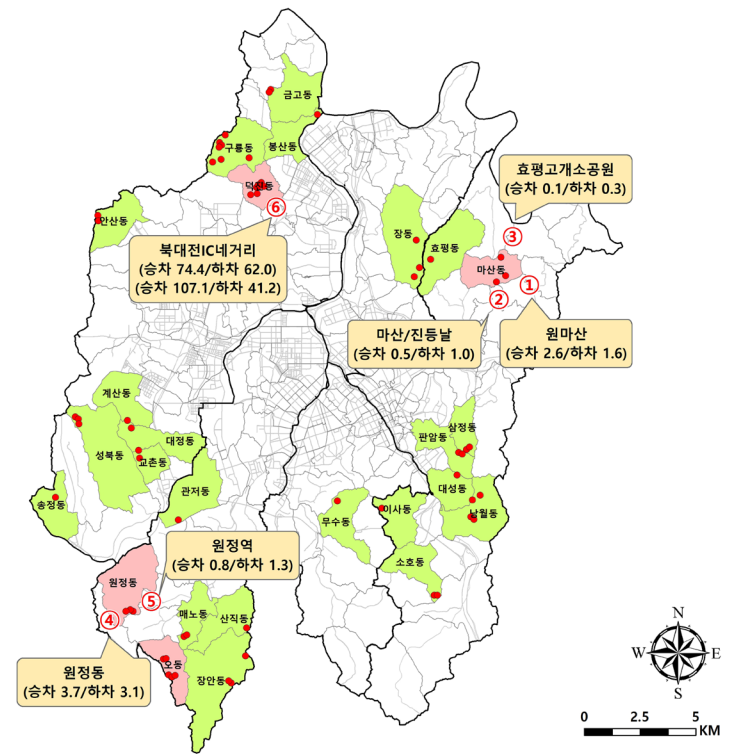 금고동
구룡동
봉산동
덕진동
⑥
안산동
북대전IC네거리
(승차 74.4/하차 62.0)
(승차 107.1/하차 41.2)
효평고개소공원
(승차 0.1/하차 0.3)
③
장동
효평동
마산동
①
②
마산/진등날
(승차 0.5/하차 1.0)
원마산
(승차 2.6/하차 1.6)
계산동
대정동
성북동
교촌동
관저동
송정동
삼정동
판암동
대성동
낭월동
무수동
이사동
소호동
원정역
(승차 0.8/하차 1.3)
원정동
⑤
④
매노동
산직동
오동
장안동
원정동
(승차 3.7/하차 3.1)
N
W
E
S
0 2.5 5
KM